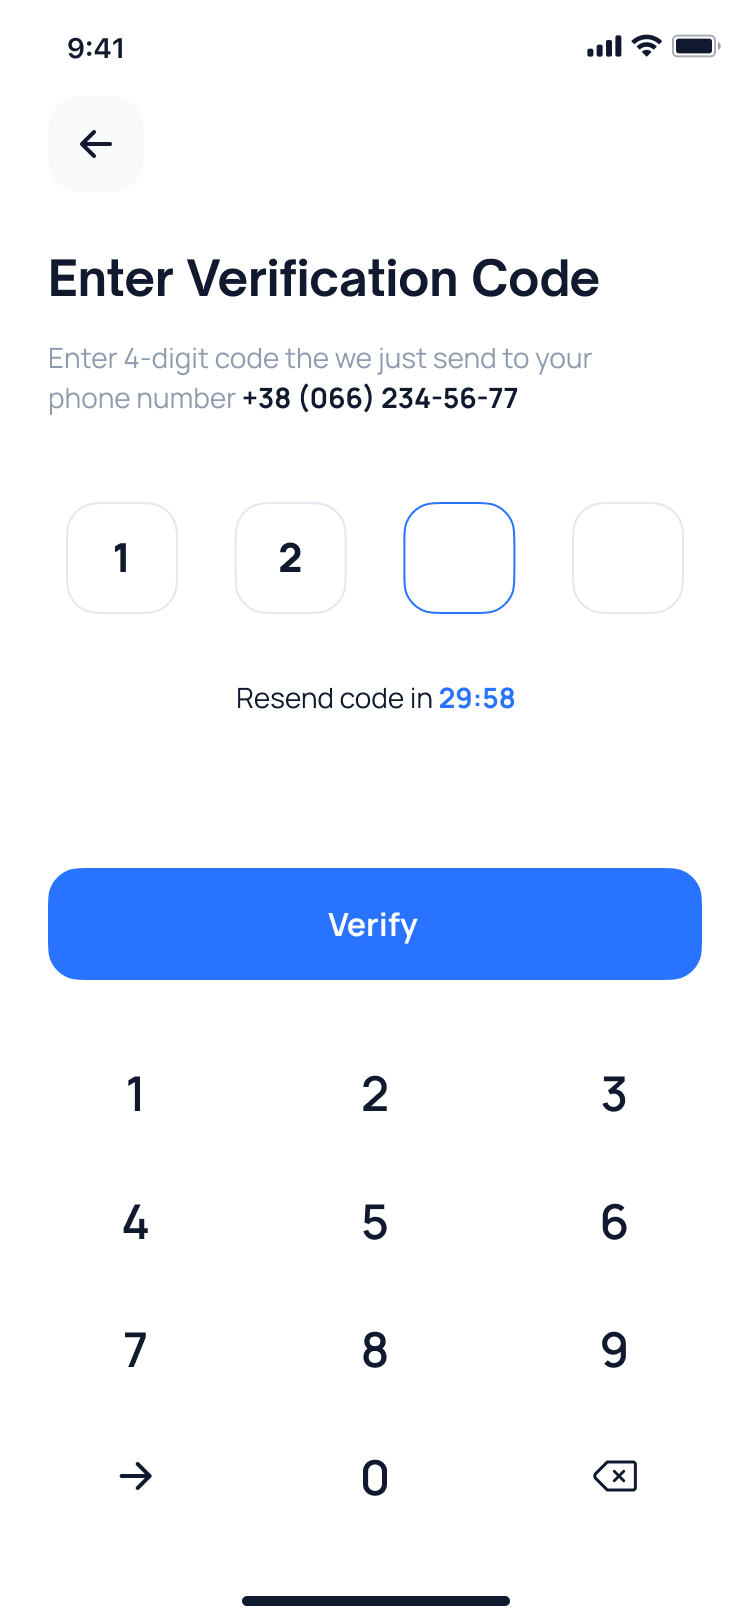 9:41
Enter Verification Code
Enter 4-digit code the we just send to your
phone number +38 (066) 234-56-77
1 2
Resend code in 29:58
Verify
1 2 3
4 5 6
7 8 9
0